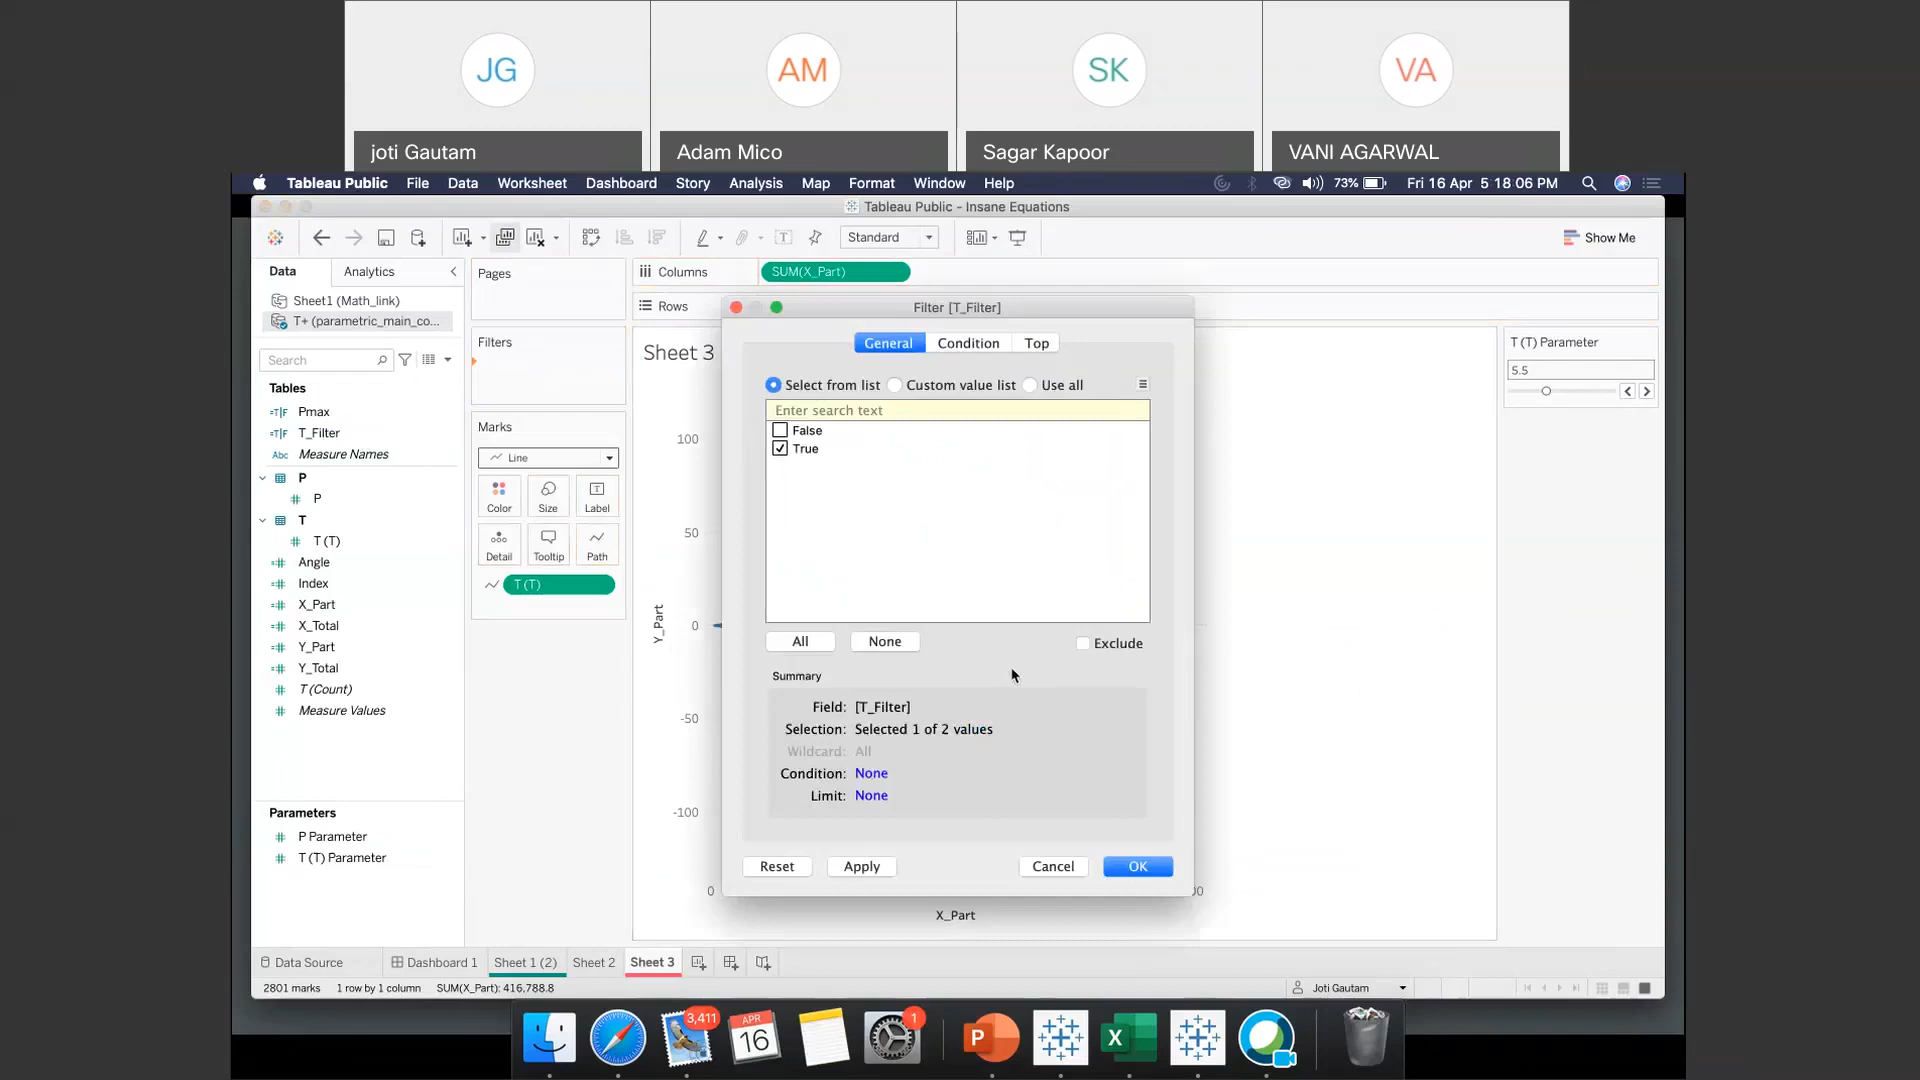 JG
AM
SK
VA
joti Gautam
Adam Mico
Sagar Kapoor
VANI AGARWAL
Tableau Public File Data Worksheet Dashboard Story Analysis Map Format Window Help
73% Fri 16 Apr 5:18:06 PM
Tableau Public - Insane Equations
Standard
Show Me
Data
Analytics
Sheet1 (Math_link)
T+ (parametric_main_co...
Search
Tables
=T|F Pmax
=T|F T_Filter
Abc Measure Names
P
P
T
T (T)
Angle
Index
X_Part
X_Total
Y_Part
Y_Total
T (Count)
Measure Values
Parameters
P Parameter
T (T) Parameter
Pages
Filters
Marks
Line
Color
Size
Label
Detail
Tooltip
Path
T (T)
Columns
SUM(X_Part)
Rows
Sheet 3
100
50
0
-50
-100
Y_Part
0
00
X_Part
Filter [T_Filter]
General
Condition
Top
Select from list
Custom value list
Use all
Enter search text
False
True
All
None
Exclude
Summary
Field: [T_Filter]
Selection: Selected 1 of 2 values
Wildcard: All
Condition: None
Limit: None
Reset
Apply
Cancel
OK
T (T) Parameter
5.5
Data Source
Dashboard 1
Sheet 1 (2)
Sheet 2
Sheet 3
2801 marks
1 row by 1 column
SUM(X_Part): 416,788.8
Joti Gautam
3,411
APR
16
1
P
X